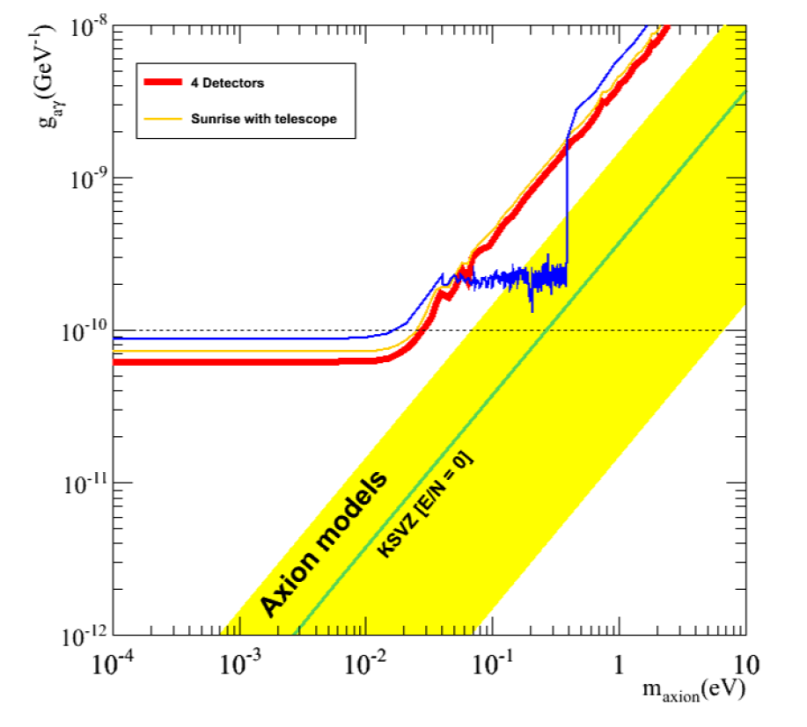 10⁻⁸
g_aγ(GeV⁻¹)
4 Detectors
Sunrise with telescope
10⁻⁹
10⁻¹⁰
10⁻¹¹
Axion models
KSVZ [E/N = 0]
10⁻¹²
10⁻⁴ 10⁻³ 10⁻² 10⁻¹ 1 10
m_axion(eV)